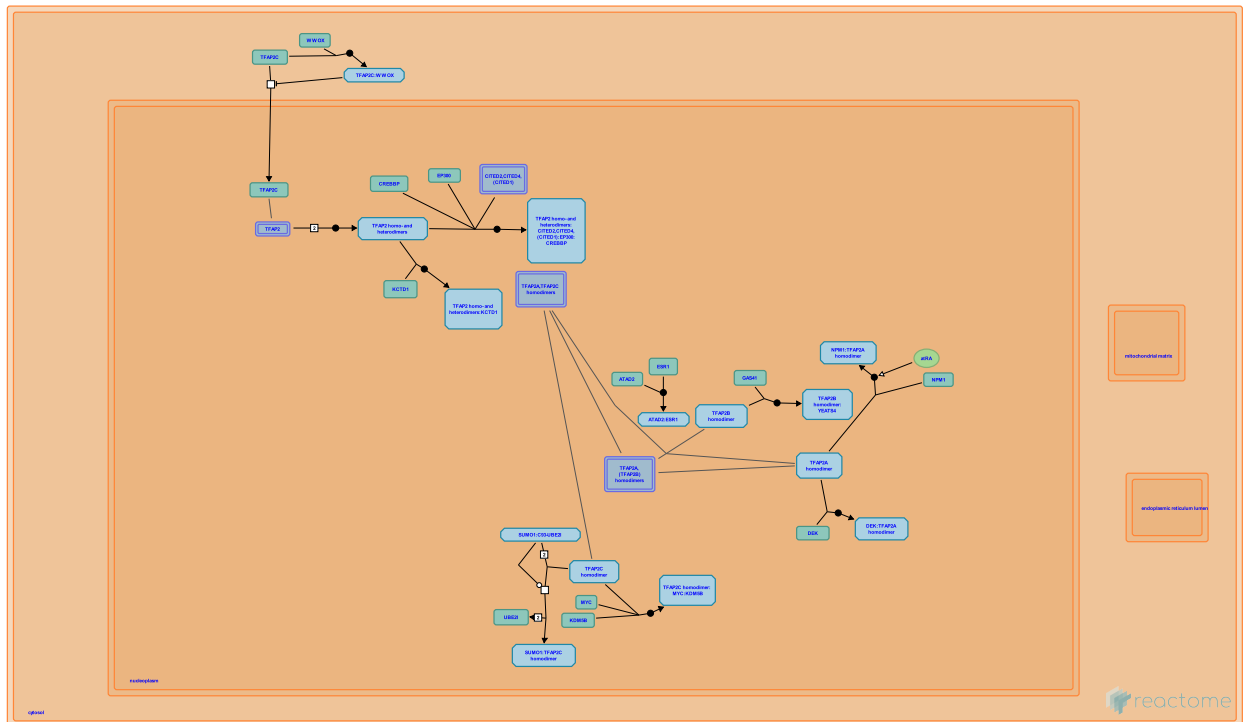 WWOX
TFAP2C
TFAP2C:WWOX
TFAP2C
TFAP2
2
CREBBP
EP300
CITED2,CITED4,
(CITED1)
TFAP2 homo- and
heterodimers
TFAP2 homo- and
heterodimers:
CITED2,CITED4,
(CITED1):EP300:
CREBBP
KCTD1
TFAP2 homo- and
heterodimers:KCTD1
TFAP2A,TFAP2C
homodimers
ATAD2
ESR1
ATAD2:ESR1
GAS41
TFAP2B
homodimer
TFAP2B
homodimer:
YEATS4
NPM1:TFAP2A
homodimer
atRA
NPM1
TFAP2A,
(TFAP2B)
homodimers
TFAP2A
homodimer
DEK
DEK:TFAP2A
homodimer
SUMO1:C93-UBE2I
2
TFAP2C
homodimer
MYC
KDM5B
TFAP2C homodimer:
MYC:KDM5B
UBE2I
2
SUMO1:TFAP2C
homodimer
mitochondrial matrix
endoplasmic reticulum lumen
nucleoplasm
cytosol
reactome